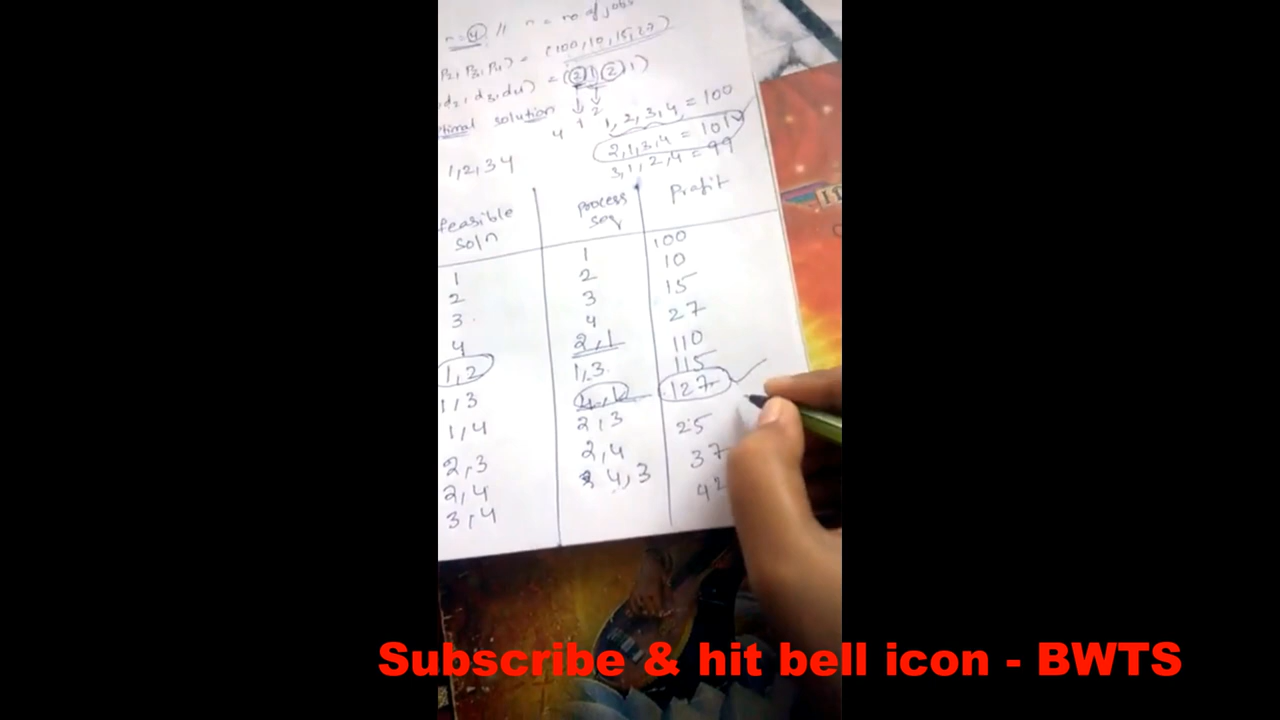 n = 4 // n = no of jobs
P2, P3, P4) = (100, 10, 15, 27)
d2, d3, d4) = (2, 1, 2, 1)
solution
4 1 2
1, 2, 3, 4 = 100
1, 2, 3 4
2, 1, 3, 4 = 101
3, 1, 2, 4 = 99
feasible soln process seq Profit
1 1 100
2 2 10
3 3 15
4 4 27
1, 2 2, 1 110
1, 3 1, 3 115
1, 4 4, 1 127
2, 3 2, 3 25
2, 4 2, 4 37
3, 4 4, 3 42
Subscribe & hit bell icon - BWTS